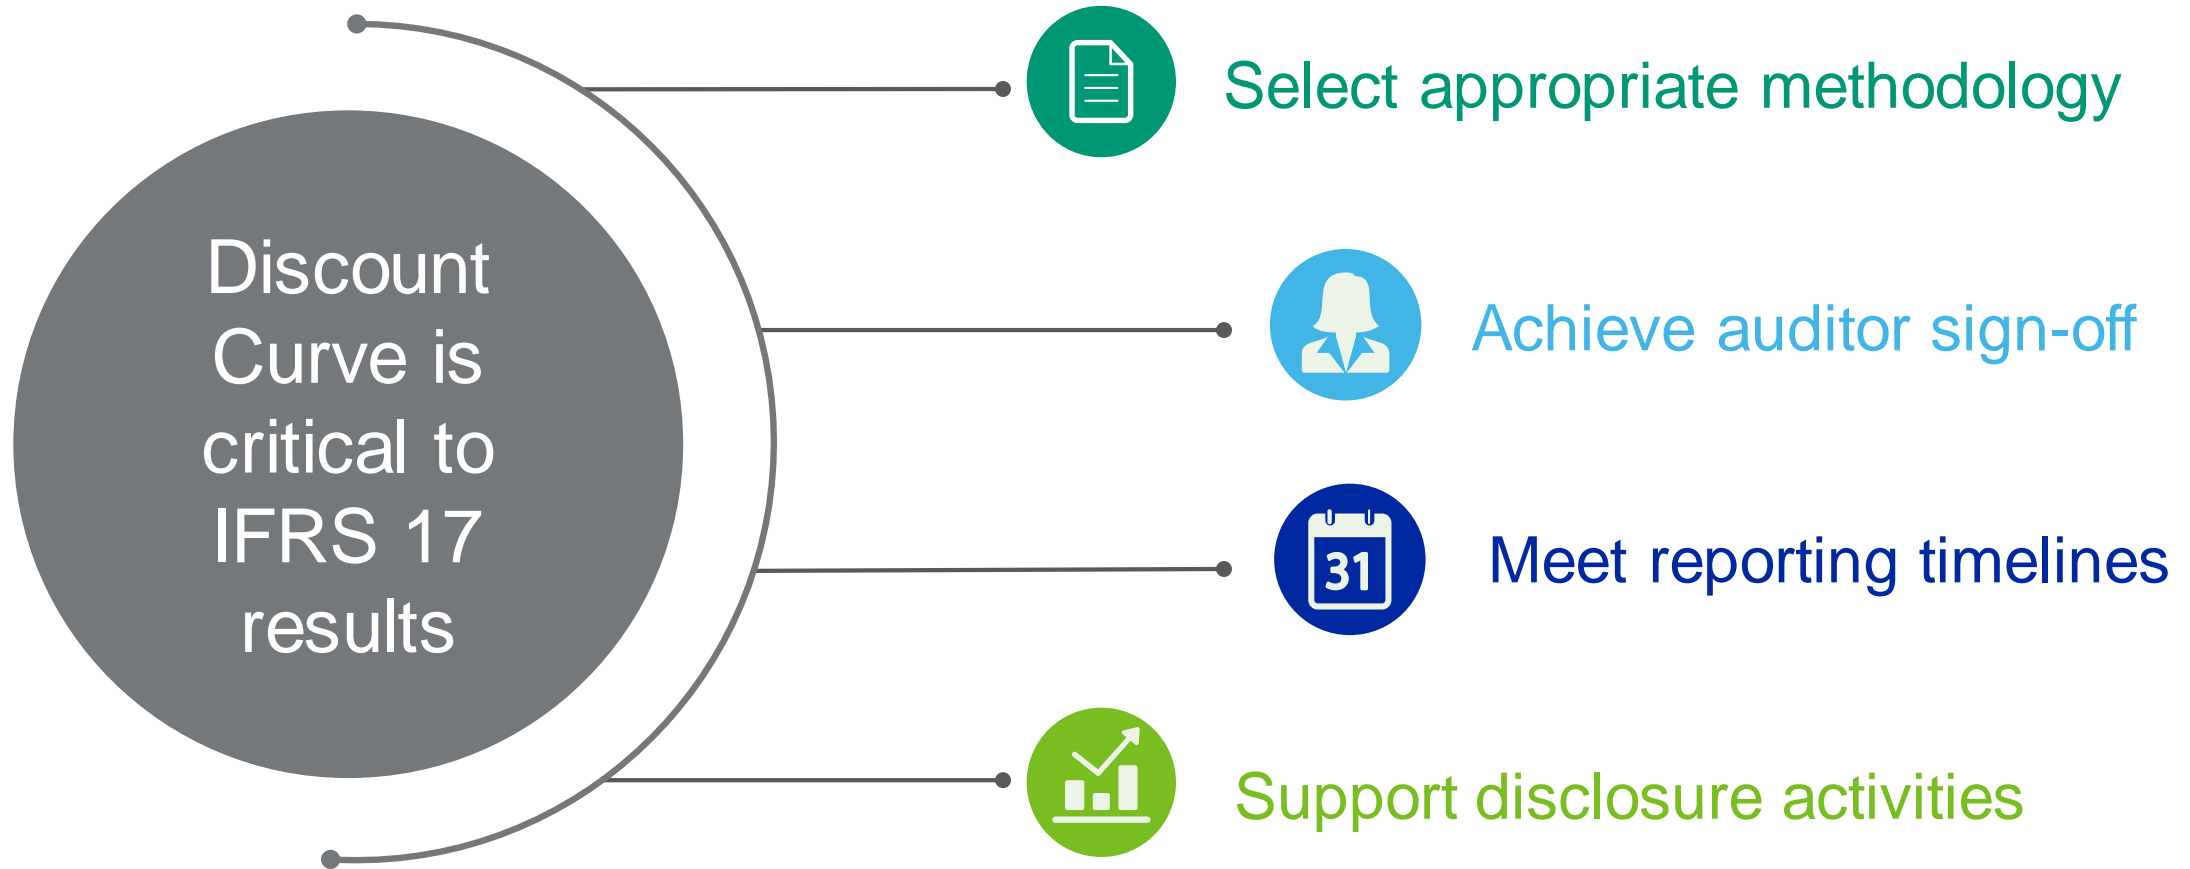 Discount
Curve is
critical to
IFRS 17
results
Select appropriate methodology
Achieve auditor sign-off
31
Meet reporting timelines
Support disclosure activities